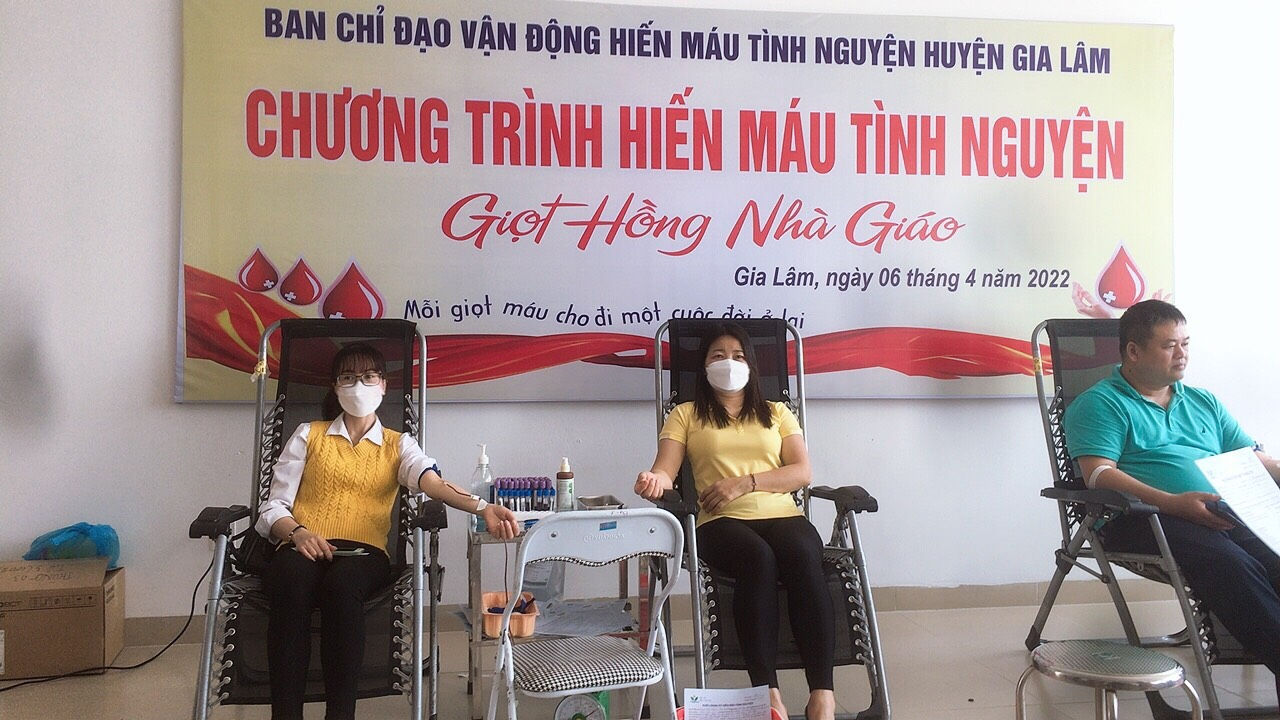 BAN CHỈ ĐẠO VẬN ĐỘNG HIẾN MÁU TÌNH NGUYỆN HUYỆN GIA LÂM
CHƯƠNG TRÌNH HIẾN MÁU TÌNH NGUYỆN
Giọt Hồng Nhà Giáo
Gia Lâm, ngày 06 tháng 4 năm 2022
Mỗi giọt máu cho đi một cuộc đời ở lại